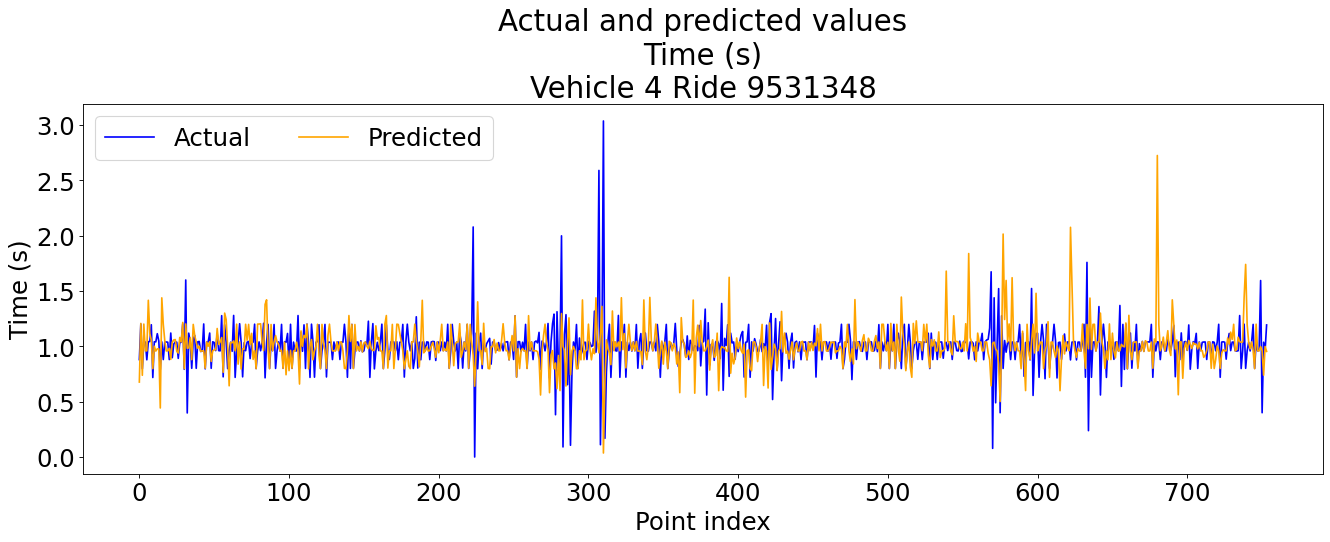 Actual and predicted values
Time (s)
Vehicle 4 Ride 9531348
Actual Predicted
3.0
2.5
2.0
1.5
1.0
0.5
0.0
Time (s)
0 100 200 300 400 500 600 700
Point index